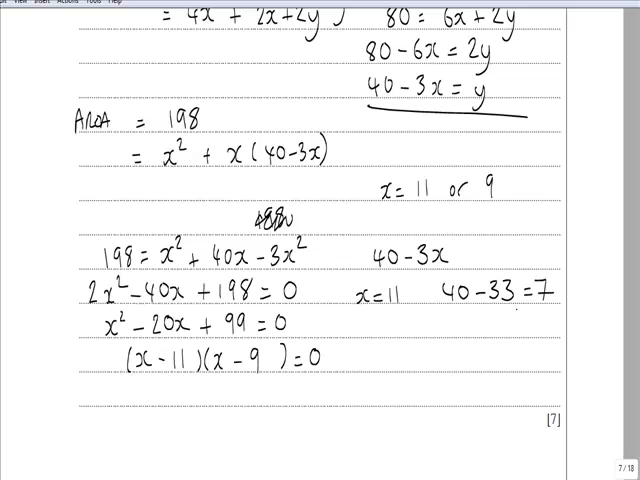 = 4x + 2x+2y) 80 = 6x+2y
80-6x = 2y
40-3x = y
AREA = 198
= x² + x(40-3x)
x = 11 or 9
198 = x² + 40x - 3x²
40-3x
2x² - 40x + 198 = 0
x=11 40-33 = 7
x² - 20x + 99 = 0
(x - 11)(x - 9) = 0
[7]
7 / 18